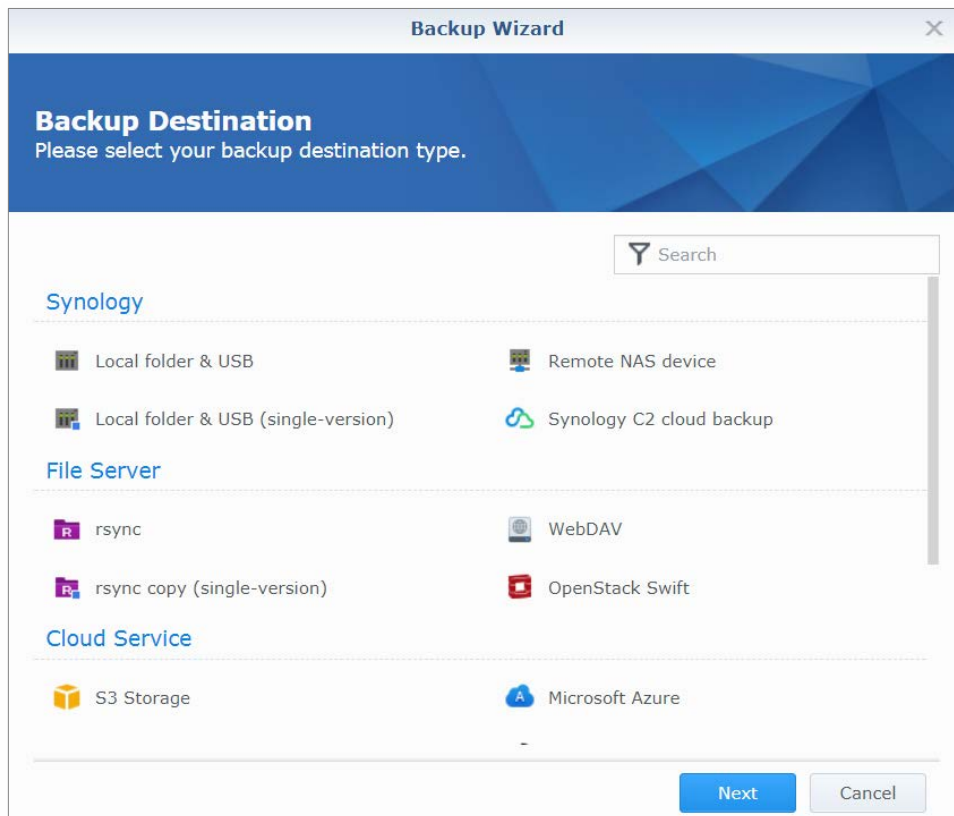 Backup Wizard
Backup Destination
Please select your backup destination type.
Search
Synology
Local folder & USB
Remote NAS device
Local folder & USB (single-version)
Synology C2 cloud backup
File Server
rsync
WebDAV
rsync copy (single-version)
OpenStack Swift
Cloud Service
S3 Storage
Microsoft Azure
Next
Cancel